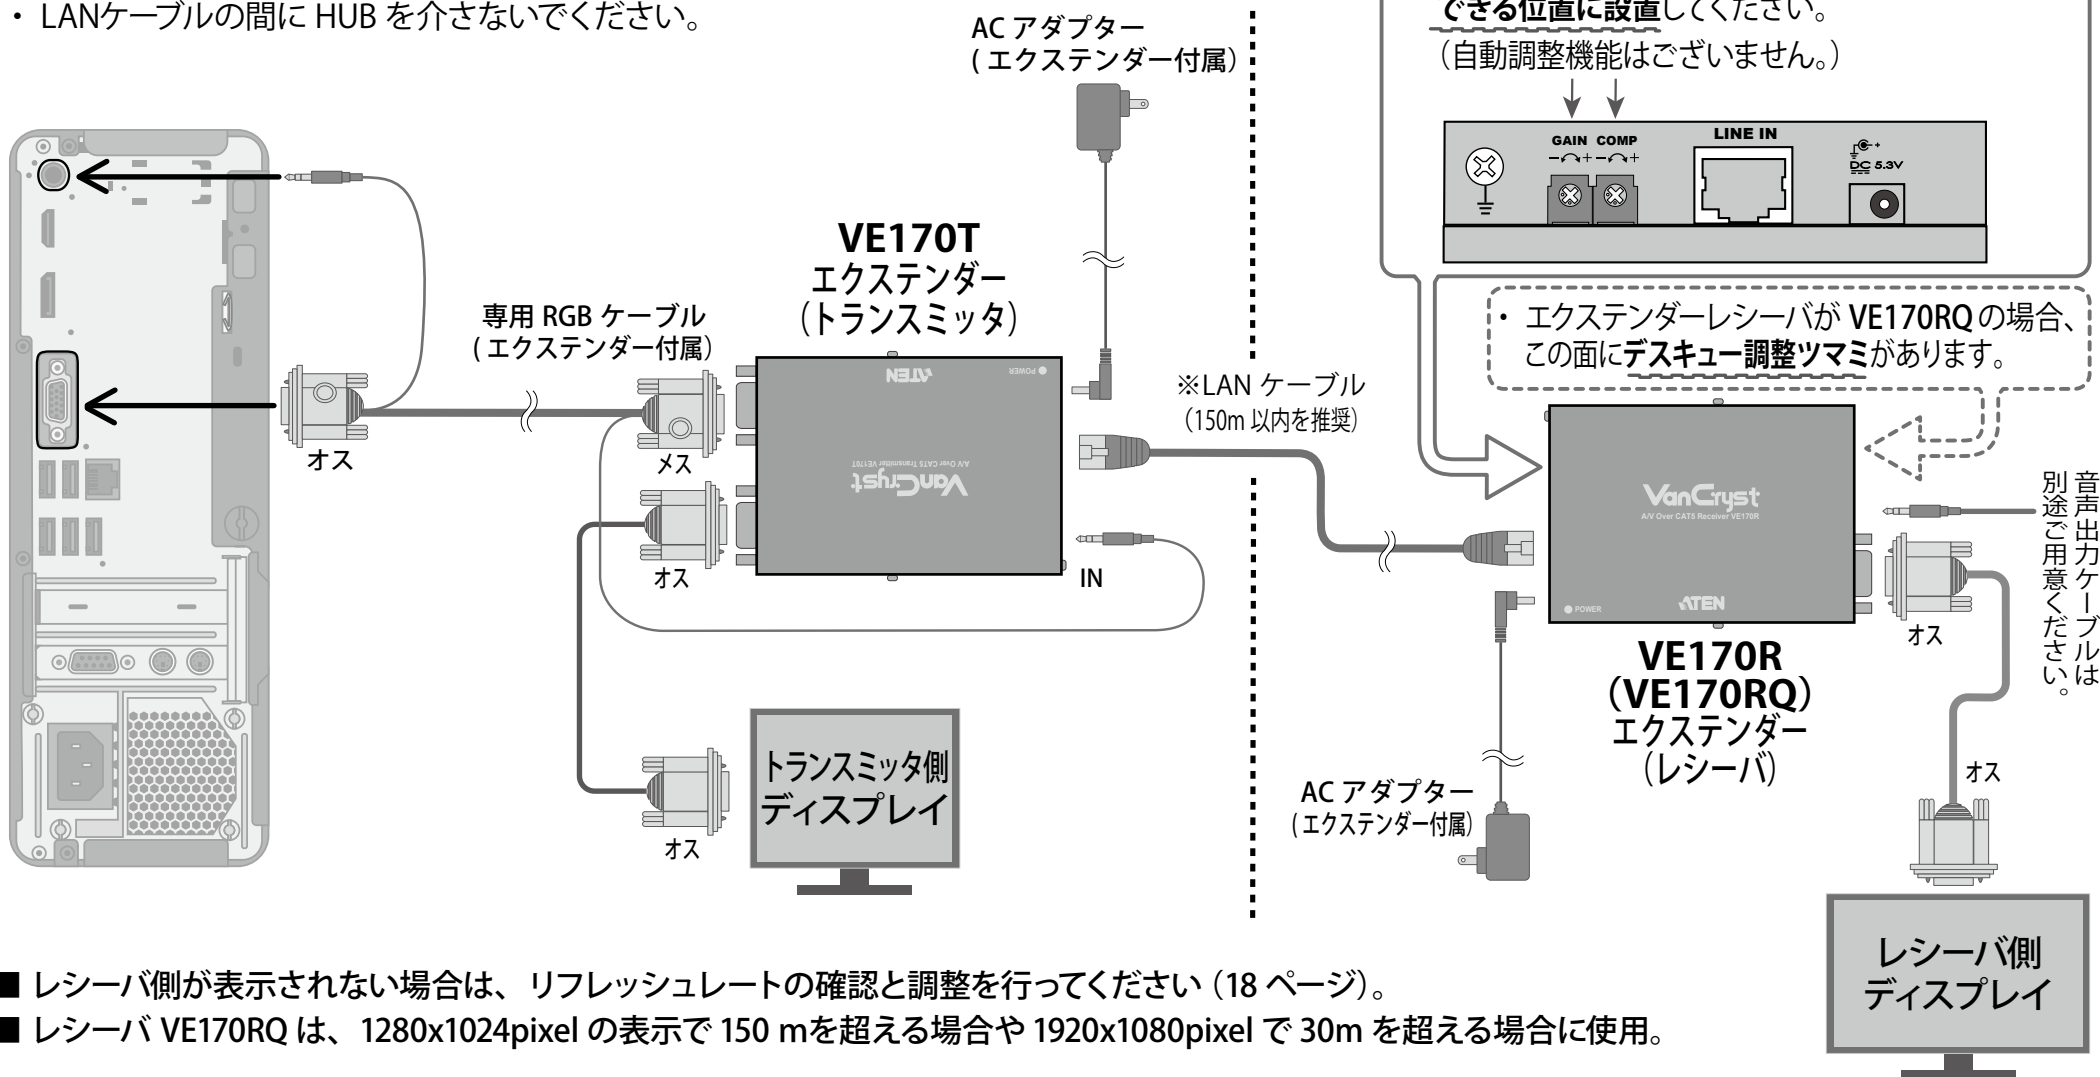 ・ LANケーブルの間に HUB を介さないでください。
AC アダプター
( エクステンダー付属)
できる位置に設置してください。
（自動調整機能はございません。）
GAIN COMP
− + − +
LINE IN
DC 5.3V
VE170T
エクステンダー
（トランスミッタ）
専用 RGB ケーブル
( エクステンダー付属)
オス
メス
オス
ATEN
POWER
A/V Over CAT5 Transmitter VE170T
VanCryst
IN
※LAN ケーブル
（150m 以内を推奨）
・ エクステンダーレシーバが VE170RQ の場合、
この面にデスキュー調整ツマミがあります。
VanCryst
A/V Over CAT5 Receiver VE170R
POWER
ATEN
オス
音声出力ケーブルは
別途ご用意ください。
VE170R
（VE170RQ）
エクステンダー
（レシーバ）
AC アダプター
( エクステンダー付属)
オス
トランスミッタ側
ディスプレイ
オス
レシーバ側
ディスプレイ
■ レシーバ側が表示されない場合は、リフレッシュレートの確認と調整を行ってください（18 ページ）。
■ レシーバ VE170RQ は、1280x1024pixel の表示で 150 mを超える場合や 1920x1080pixel で 30m を超える場合に使用。